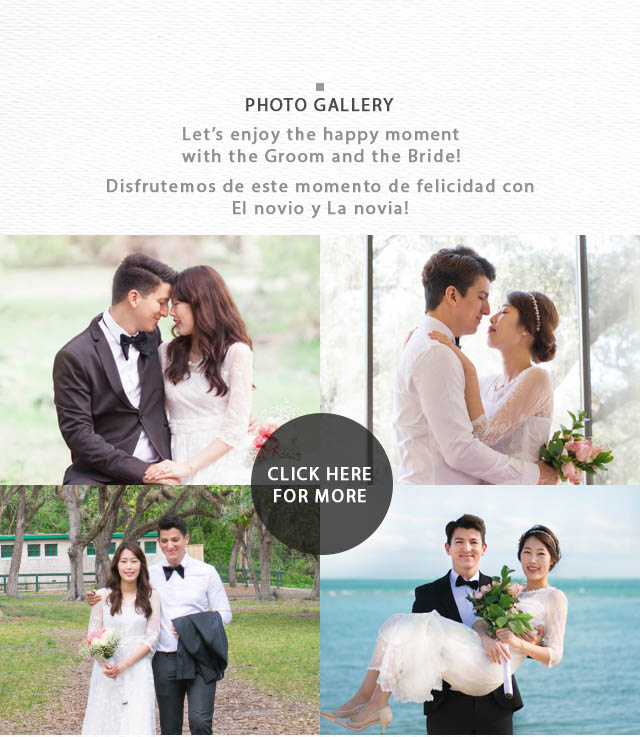 PHOTO GALLERY
Let's enjoy the happy moment
with the Groom and the Bride!
Disfrutemos de este momento de felicidad con
El novio y La novia!
CLICK HERE
FOR MORE